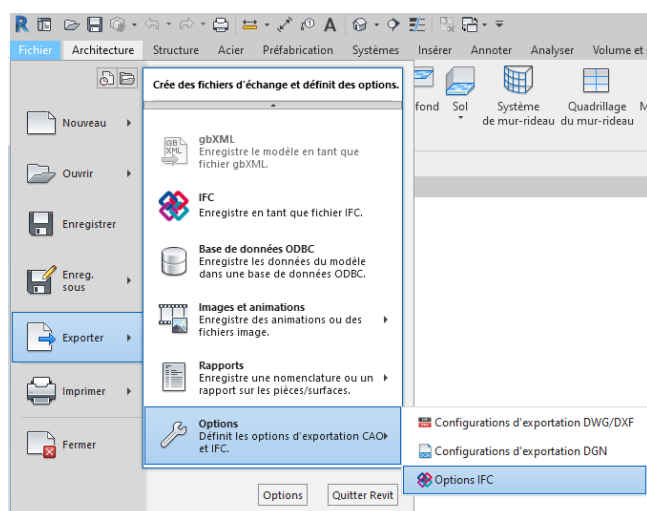 Fichier Architecture Structure Acier Préfabrication Systèmes Insérer Annoter Analyser Volume et
Crée des fichiers d'échange et définit des options.
Nouveau
Ouvrir
Enregistrer
Enreg.
sous
Exporter
Imprimer
Fermer
gbXML
Enregistre le modèle en tant que
fichier gbXML.
IFC
Enregistre en tant que fichier IFC.
Base de données ODBC
Enregistre les données du modèle
dans une base de données ODBC.
Images et animations
Enregistre des animations ou des
fichiers image.
Rapports
Enregistre une nomenclature ou un
rapport sur les pièces/surfaces.
Options
Définit les options d'exportation CAO
et IFC.
Options Quitter Revit
fond Sol Système Quadrillage M
de mur-rideau du mur-rideau
Configurations d'exportation DWG/DXF
Configurations d'exportation DGN
Options IFC